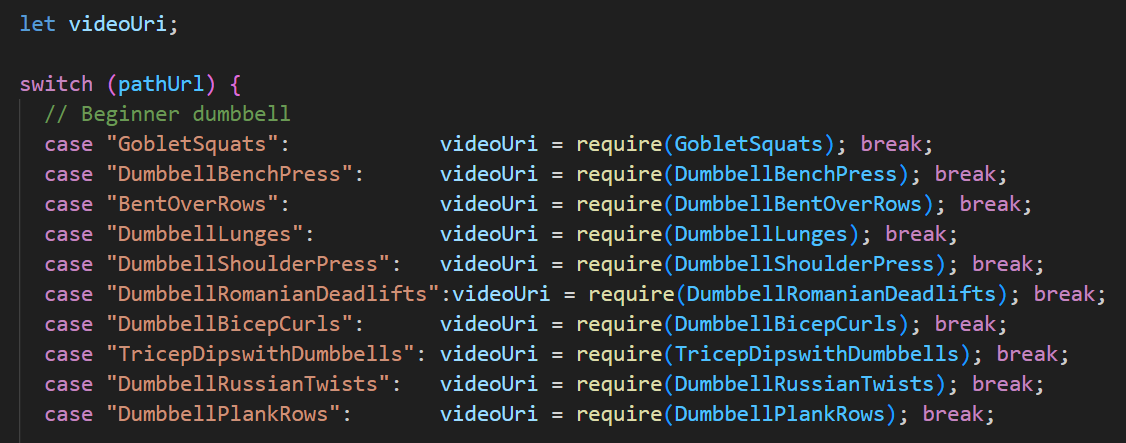 let videoUri;
switch (pathUrl) {
// Beginner dumbbell
case "GobletSquats": videoUri = require(GobletSquats); break;
case "DumbbellBenchPress": videoUri = require(DumbbellBenchPress); break;
case "BentOverRows": videoUri = require(DumbbellBentOverRows); break;
case "DumbbellLunges": videoUri = require(DumbbellLunges); break;
case "DumbbellShoulderPress": videoUri = require(DumbbellShoulderPress); break;
case "DumbbellRomanianDeadlifts":videoUri = require(DumbbellRomanianDeadlifts); break;
case "DumbbellBicepCurls": videoUri = require(DumbbellBicepCurls); break;
case "TricepDipswithDumbbells": videoUri = require(TricepDipswithDumbbells); break;
case "DumbbellRussianTwists": videoUri = require(DumbbellRussianTwists); break;
case "DumbbellPlankRows": videoUri = require(DumbbellPlankRows); break;